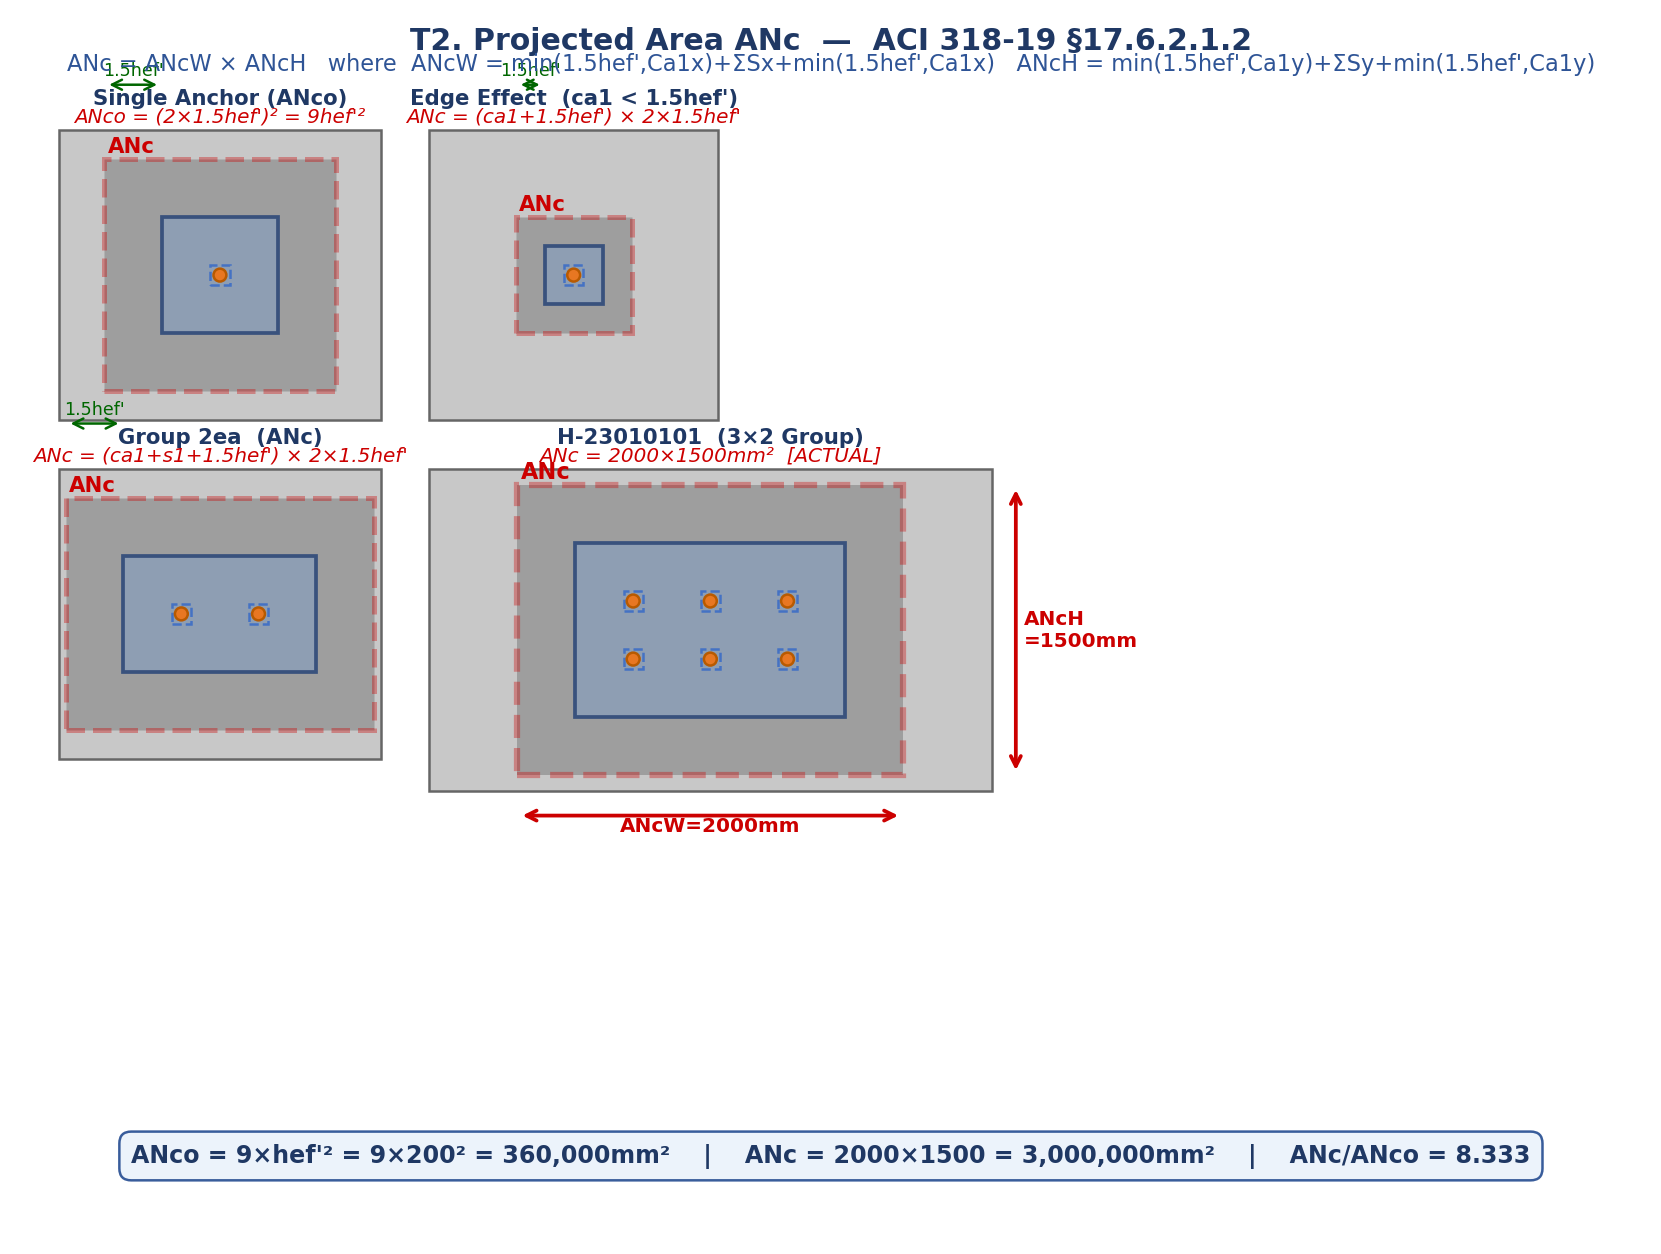 T2. Projected Area ANc — ACI 318-19 §17.6.2.1.2
ANc = ANcW × ANcH where ANcW = min(1.5hef',Ca1x)+ΣSx+min(1.5hef',Ca1x) ANcH = min(1.5hef',Ca1y)+ΣSy+min(1.5hef',Ca1y)
1.5hef'
Single Anchor (ANco)
ANco = (2×1.5hef')² = 9hef'²
ANc
1.5hef'
Edge Effect (ca1 < 1.5hef')
ANc = (ca1+1.5hef') × 2×1.5hef'
ANc
1.5hef'
Group 2ea (ANc)
ANc = (ca1+s1+1.5hef') × 2×1.5hef'
ANc
H-23010101 (3×2 Group)
ANc = 2000×1500mm² [ACTUAL]
ANc
ANcH
=1500mm
ANcW=2000mm
ANco = 9×hef'² = 9×200² = 360,000mm² | ANc = 2000×1500 = 3,000,000mm² | ANc/ANco = 8.333